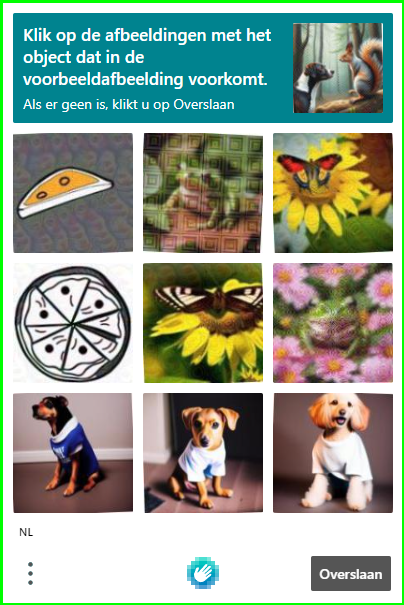 Klik op de afbeeldingen met het
object dat in de
voorbeeldafbeelding voorkomt.
Als er geen is, klikt u op Overslaan
NL
Overslaan